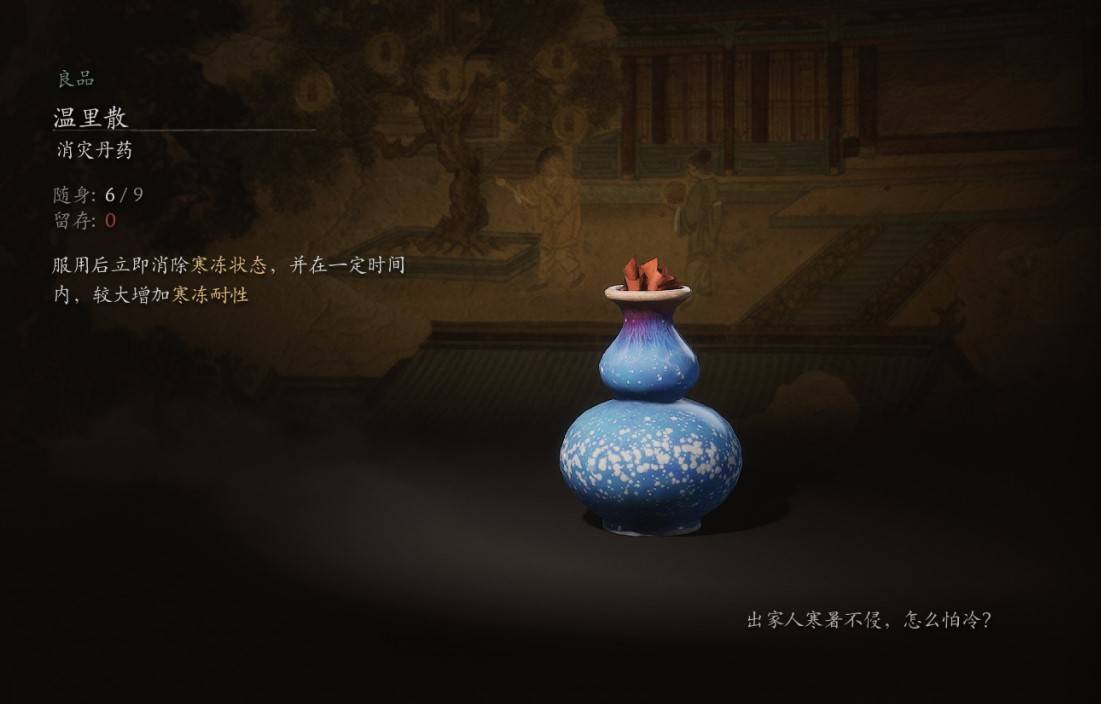 良品
温里散
消灾丹药
随身: 6 / 9
留存: 0
服用后立即消除寒冻状态，并在一定时间
内，较大增加寒冻耐性
出家人寒暑不侵，怎么怕冷？